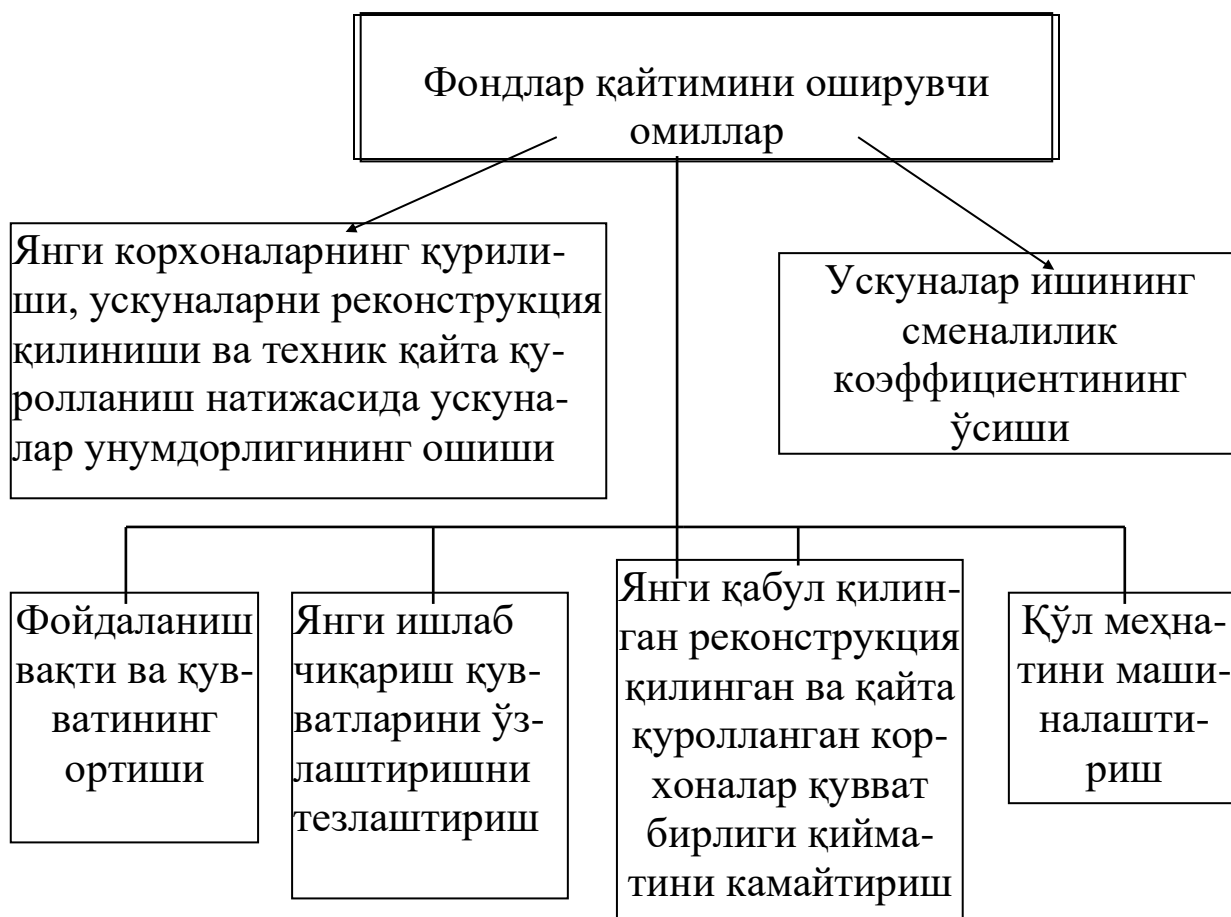 Фондлар қайтимини оширувчи
омиллар
Янги корхоналарнинг қурили-
ши, ускуналарни реконструкция
қилиниши ва техник қайта қу-
ролланиш натижасида ускуна-
лар унумдорлигининг ошиши
Ускуналар ишининг
сменалилик
коэффициентининг
ўсиши
Фойдаланиш
вақти ва қув-
ватининг
ортиши
Янги ишлаб
чиқариш қув-
ватларини ўз-
лаштиришни
тезлаштириш
Янги қабул қилин-
ган реконструкция
қилинган ва қайта
қуролланган кор-
хоналар қувват
бирлиги қийма-
тини камайтириш
Қўл меҳна-
тини маши-
налашти-
риш